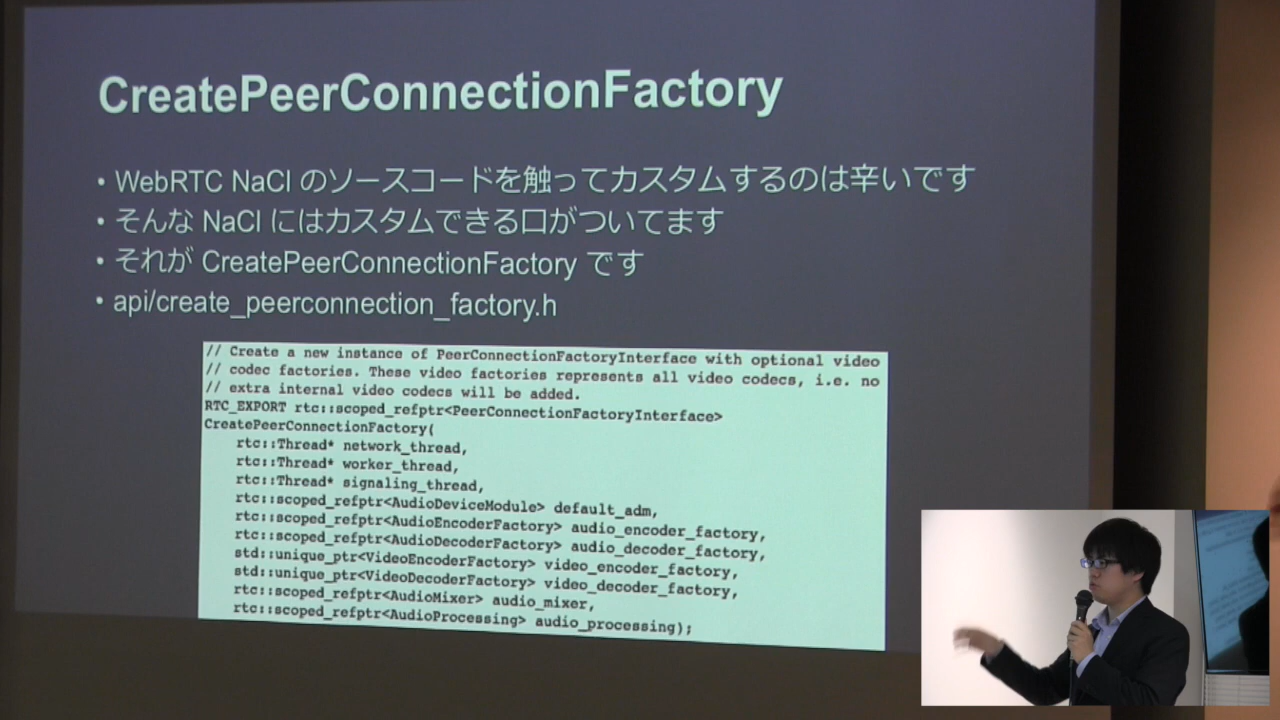 CreatePeerConnectionFactory
• WebRTC NaCl のソースコードを触ってカスタムするのは辛いです
• そんな NaCl にはカスタムできる口がついてます
• それが CreatePeerConnectionFactory です
• api/create_peerconnection_factory.h
// Create a new instance of PeerConnectionFactoryInterface with optional video
// codec factories. These video factories represents all video codecs, i.e. no
// extra internal video codecs will be added.
RTC_EXPORT rtc::scoped_refptr<PeerConnectionFactoryInterface>
CreatePeerConnectionFactory(
rtc::Thread* network_thread,
rtc::Thread* worker_thread,
rtc::Thread* signaling_thread,
rtc::scoped_refptr<AudioDeviceModule> default_adm,
rtc::scoped_refptr<AudioEncoderFactory> audio_encoder_factory,
rtc::scoped_refptr<AudioDecoderFactory> audio_decoder_factory,
std::unique_ptr<VideoEncoderFactory> video_encoder_factory,
std::unique_ptr<VideoDecoderFactory> video_decoder_factory,
rtc::scoped_refptr<AudioMixer> audio_mixer,
rtc::scoped_refptr<AudioProcessing> audio_processing);